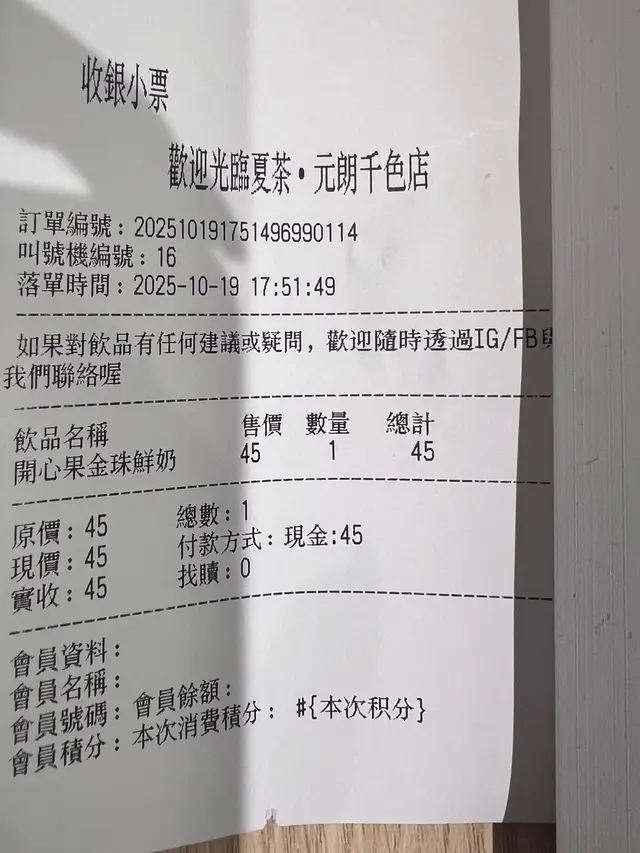 收銀小票
歡迎光臨夏茶·元朗千色店
訂單編號：202510191751496990114
叫號機編號：16
落單時間：2025-10-19 17:51:49
如果對飲品有任何建議或疑問，歡迎隨時透過IG/FB與
我們聯絡喔
飲品名稱 售價 數量 總計
開心果金珠鮮奶 45 1 45
原價：45 總數：1
現價：45 付款方式：現金:45
實收：45 找贖：0
會員資料：
會員名稱：
會員號碼：會員餘額：
會員積分：本次消費積分： #{本次积分}